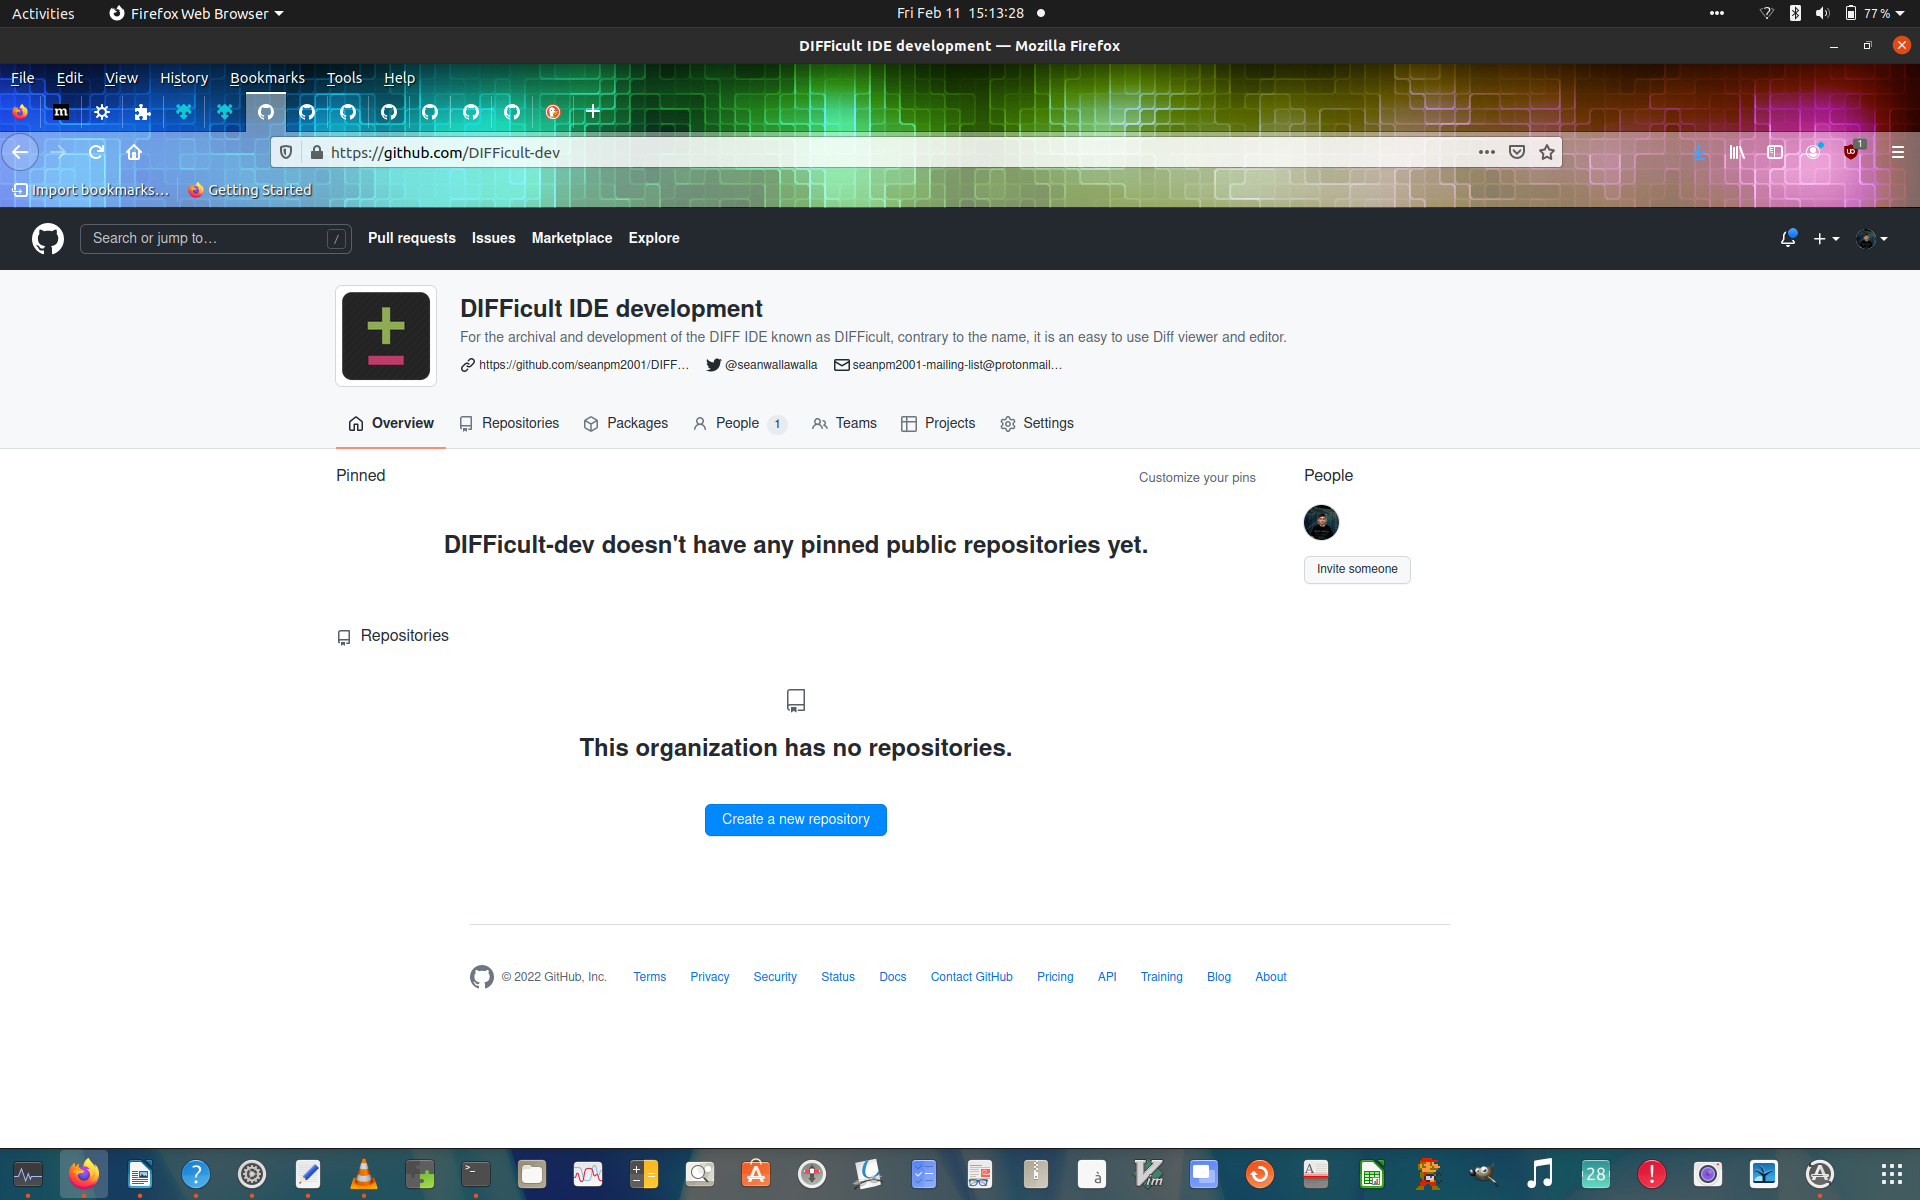 Activities Firefox Web Browser Fri Feb 11 15:13:28 77 %
DIFFicult IDE development — Mozilla Firefox
File Edit View History Bookmarks Tools Help
m
https://github.com/DIFFicult-dev 1
Import bookmarks… Getting Started
Search or jump to… / Pull requests Issues Marketplace Explore
DIFFicult IDE development
For the archival and development of the DIFF IDE known as DIFFicult, contrary to the name, it is an easy to use Diff viewer and editor.
https://github.com/seanpm2001/DIFF… @seanwallawalla seanpm2001-mailing-list@protonmail…
Overview Repositories Packages People 1 Teams Projects Settings
Pinned Customize your pins People
DIFFicult-dev doesn't have any pinned public repositories yet.
Invite someone
Repositories
This organization has no repositories.
Create a new repository
© 2022 GitHub, Inc. Terms Privacy Security Status Docs Contact GitHub Pricing API Training Blog About
? >_ à Vim A 28 !